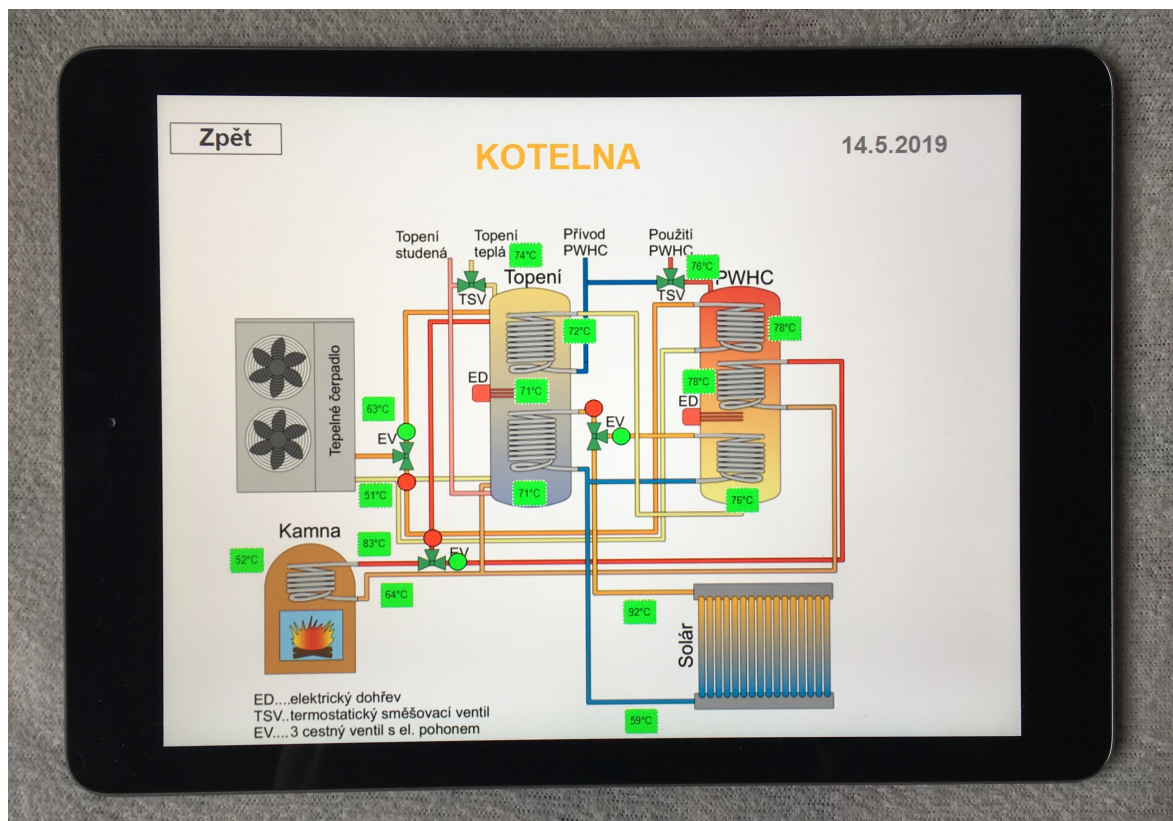 Zpět
KOTELNA
14.5.2019
Topení
studená
Topení
teplá
74°C
Přívod
PWHC
Použití
PWHC
76°C
Topení
PWHC
TSV
TSV
72°C
78°C
Tepelné čerpadlo
ED
71°C
78°C
ED
63°C
EV
EV
51°C
71°C
76°C
Kamna
83°C
52°C
EV
64°C
92°C
Solár
59°C
ED....elektrický dohřev
TSV..termostatický směšovací ventil
EV....3 cestný ventil s el. pohonem